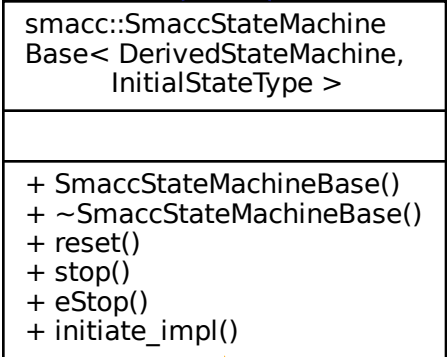 smacc::SmaccStateMachine
Base< DerivedStateMachine,
InitialStateType >
+ SmaccStateMachineBase()
+ ~SmaccStateMachineBase()
+ reset()
+ stop()
+ eStop()
+ initiate_impl()